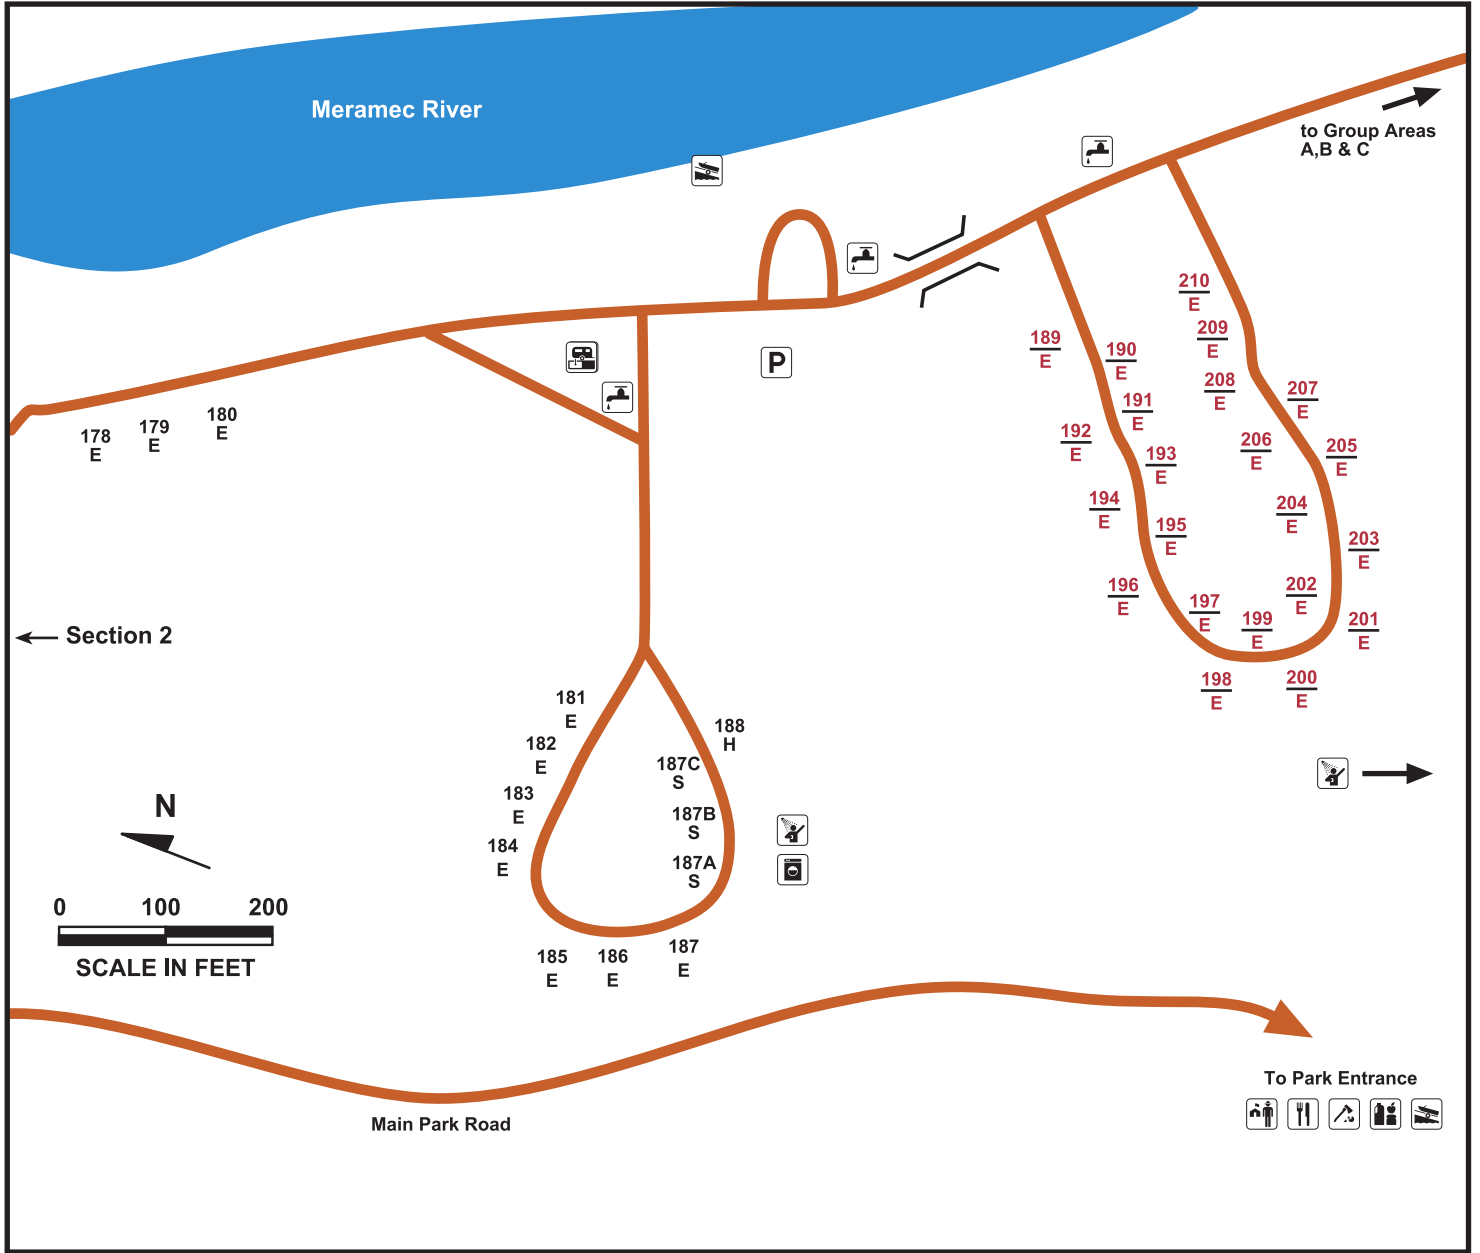 Meramec River
to Group Areas
A,B & C
210
E
209
E
189
E
190
E
208
E
207
E
P
191
E
180
E
179
E
178
E
192
E
206
E
205
E
193
E
194
E
204
E
195
E
203
E
196
E
202
E
197
E
199
E
201
E
Section 2
198
E
200
E
181
E
188
H
182
E
187C
S
183
E
187B
S
184
E
187A
S
N
0 100 200
SCALE IN FEET
185
E
186
E
187
E
To Park Entrance
Main Park Road